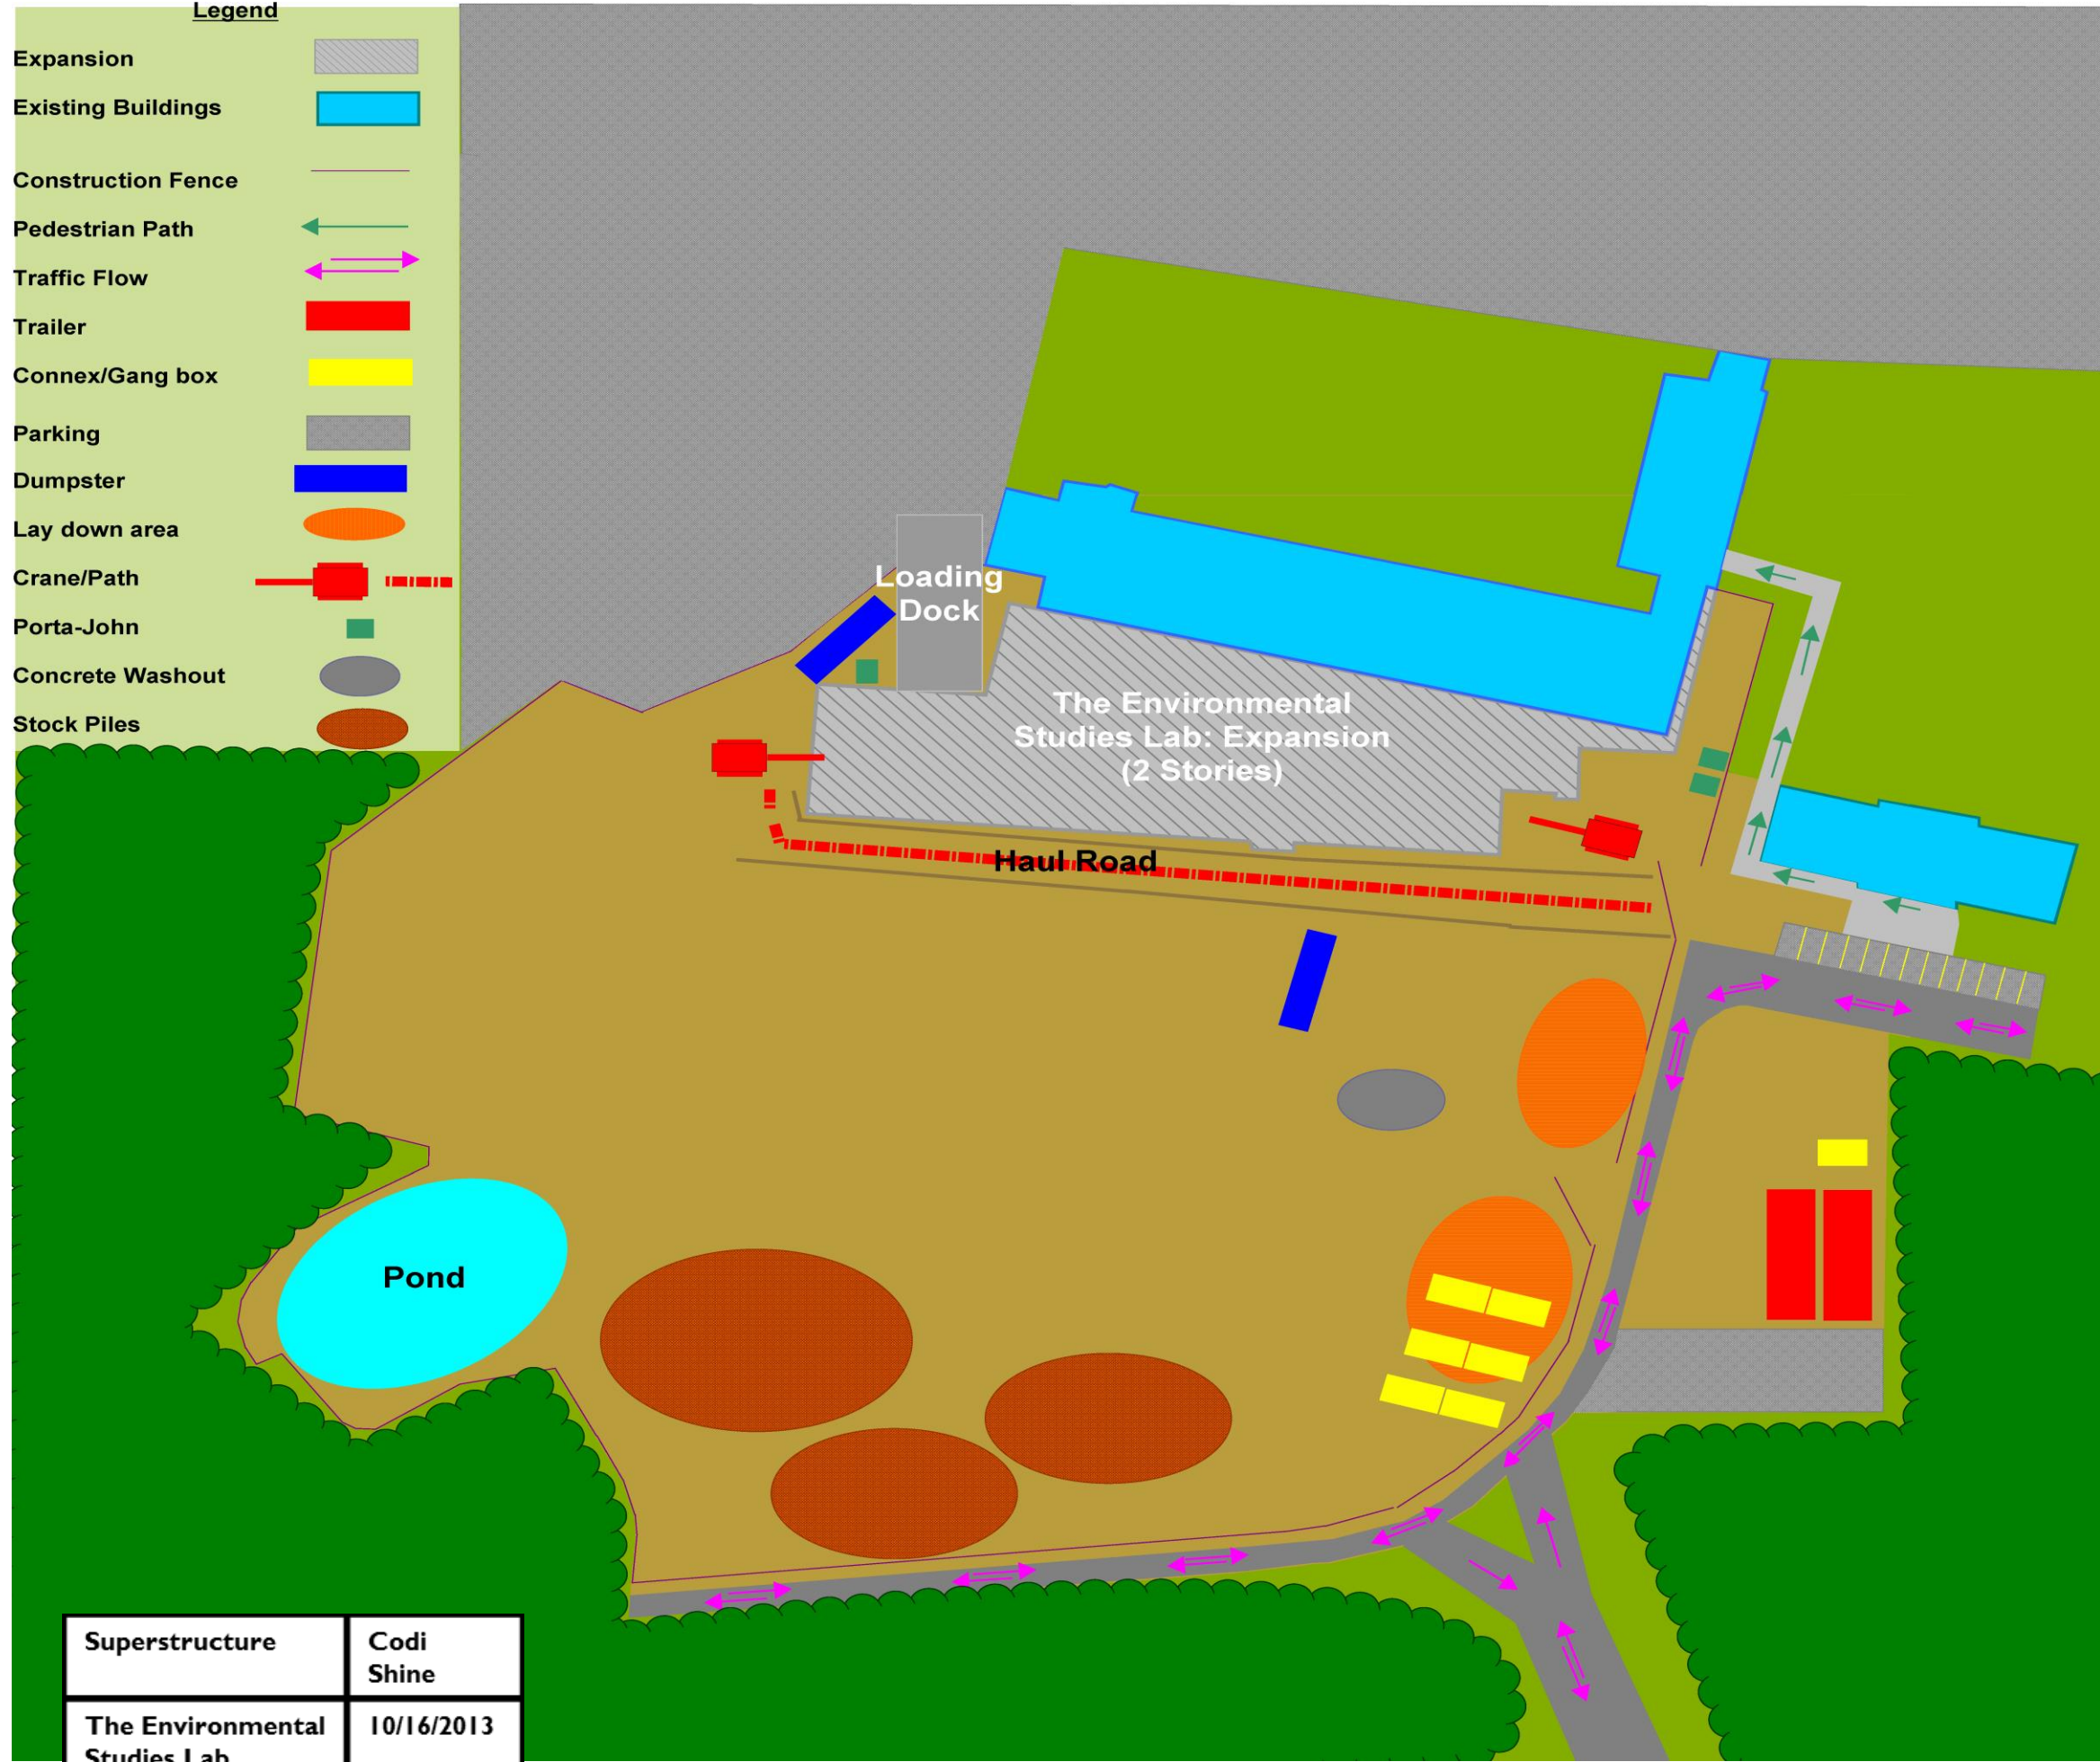 Legend
Expansion
Existing Buildings
Construction Fence
Pedestrian Path
Traffic Flow
Trailer
Connex/Gang box
Parking
Dumpster
Lay down area
Crane/Path
Porta-John
Concrete Washout
Stock Piles
Loading
Dock
The Environmental
Studies Lab: Expansion
(2 Stories)
Haul Road
Pond
Superstructure
Codi
Shine
The Environmental
Studies Lab
10/16/2013